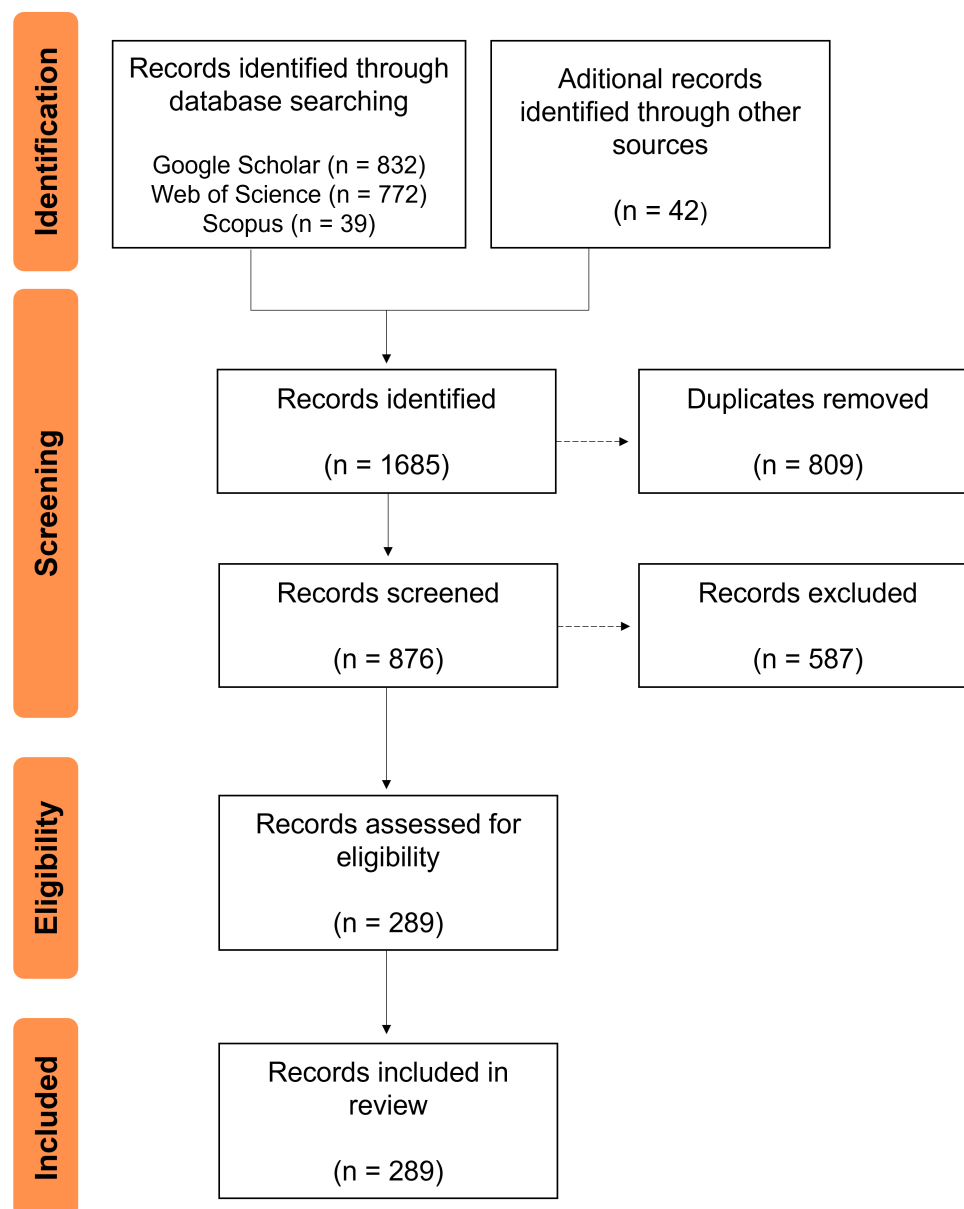 Identification
Records identified through
database searching
Google Scholar (n = 832)
Web of Science (n = 772)
Scopus (n = 39)
Aditional records
identified through other
sources
(n = 42)
Screening
Records identified
(n = 1685)
Duplicates removed
(n = 809)
Records screened
(n = 876)
Records excluded
(n = 587)
Eligibility
Records assessed for
eligibility
(n = 289)
Included
Records included in
review
(n = 289)